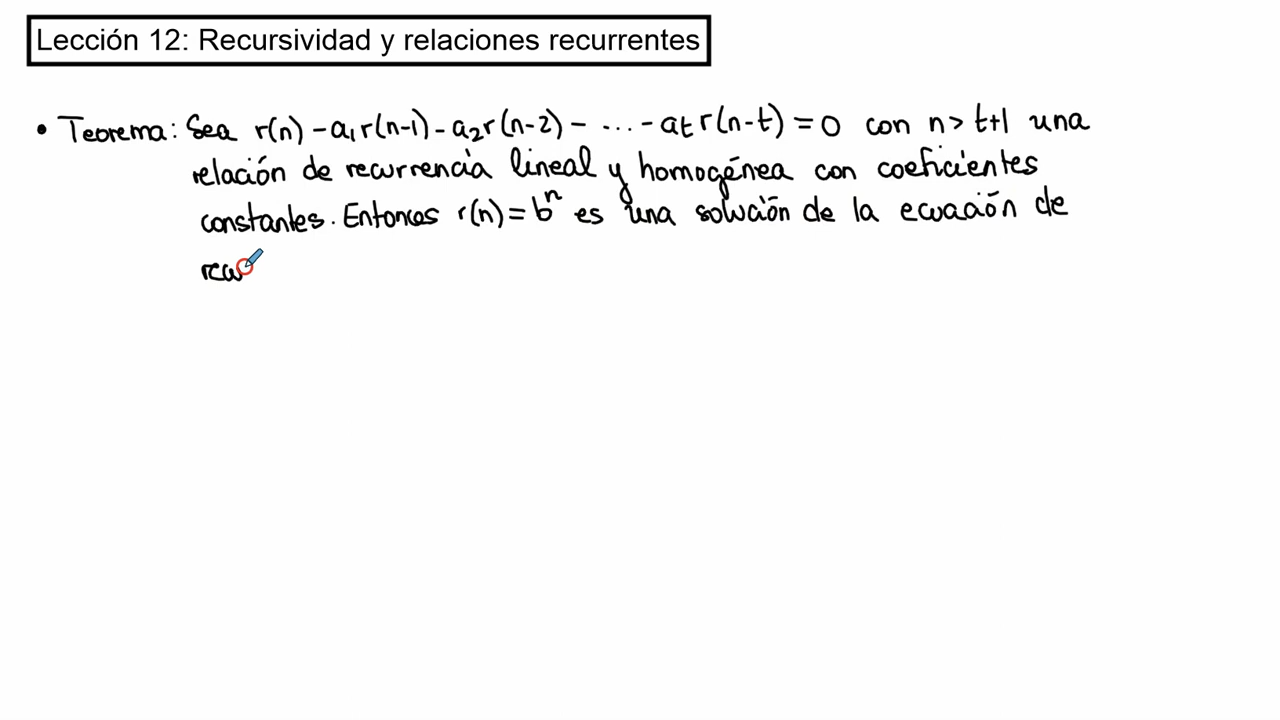 Lección 12: Recursividad y relaciones recurrentes
• Teorema: Sea r(n) - a₁r(n-1) - a₂r(n-2) - ... - aₜr(n-t) = 0 con n > t+1 una
relación de recurrencia lineal y homogénea con coeficientes
constantes. Entonces r(n) = bⁿ es una solución de la ecuación de
recu